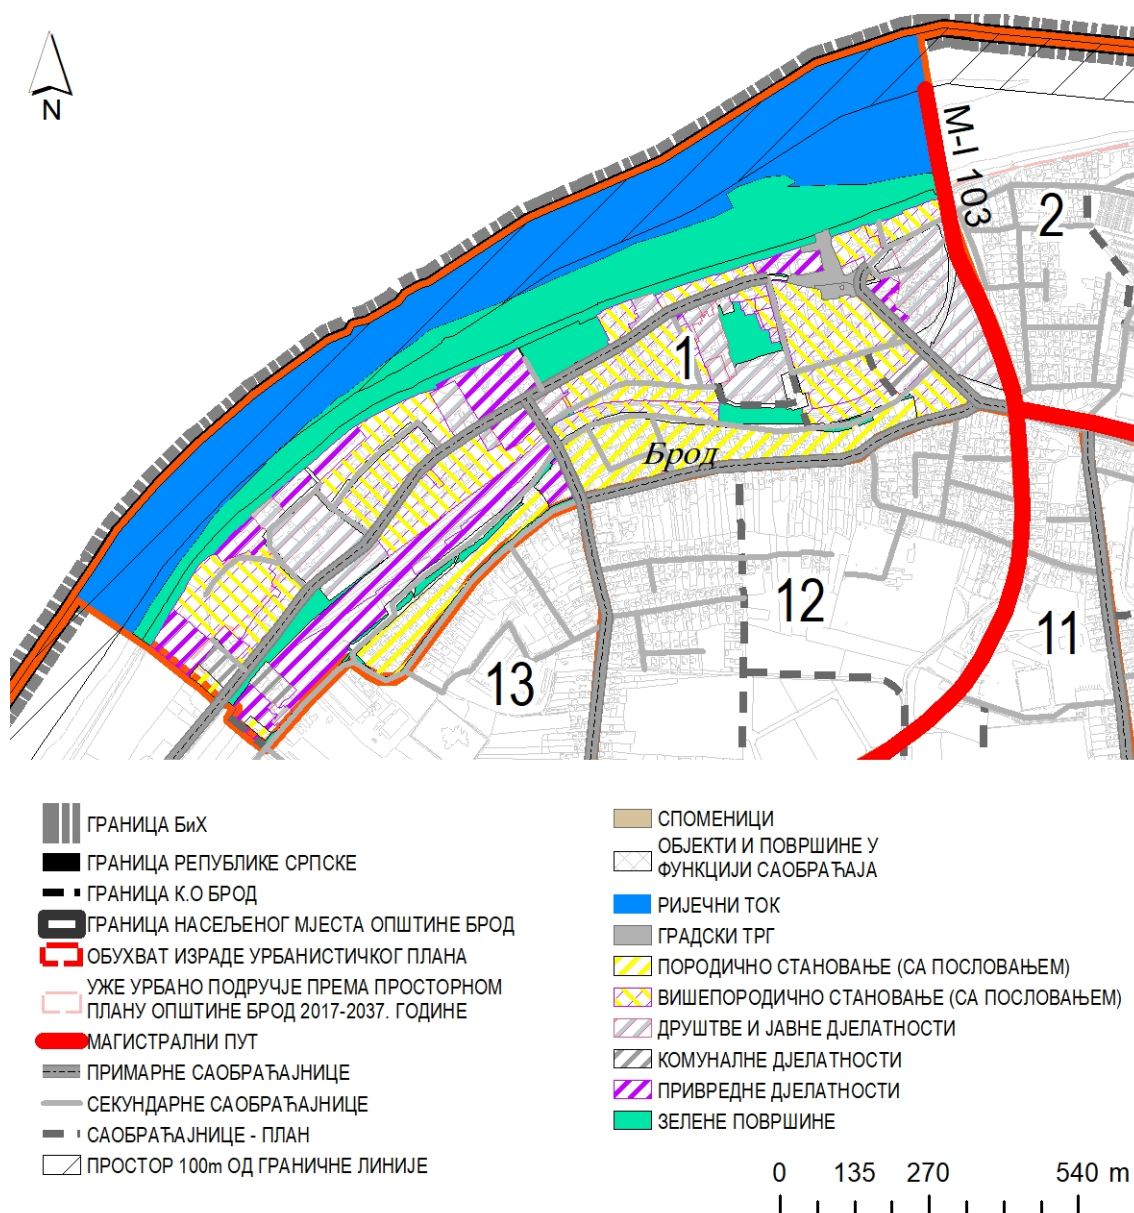 N
М-I 103
2
1
Брод
12
11
13
ГРАНИЦА БиХ
ГРАНИЦА РЕПУБЛИКЕ СРПСКЕ
ГРАНИЦА К.О БРОД
ГРАНИЦА НАСЕЉЕНОГ МЈЕСТА ОПШТИНЕ БРОД
ОБУХВАТ ИЗРАДЕ УРБАНИСТИЧКОГ ПЛАНА
УЖЕ УРБАНО ПОДРУЧЈЕ ПРЕМА ПРОСТОРНОМ
ПЛАНУ ОПШТИНЕ БРОД 2017-2037. ГОДИНЕ
МАГИСТРАЛНИ ПУТ
ПРИМАРНЕ САОБРАЋАЈНИЦЕ
СЕКУНДАРНЕ САОБРАЋАЈНИЦЕ
САОБРАЋАЈНИЦЕ - ПЛАН
ПРОСТОР 100m ОД ГРАНИЧНЕ ЛИНИЈЕ
СПОМЕНИЦИ
ОБЈЕКТИ И ПОВРШИНЕ У
ФУНКЦИЈИ САОБРАЋАЈА
РИЈЕЧНИ ТОК
ГРАДСКИ ТРГ
ПОРОДИЧНО СТАНОВАЊЕ (СА ПОСЛОВАЊЕМ)
ВИШЕПОРОДИЧНО СТАНОВАЊЕ (СА ПОСЛОВАЊЕМ)
ДРУШТВЕ И ЈАВНЕ ДЈЕЛАТНОСТИ
КОМУНАЛНЕ ДЈЕЛАТНОСТИ
ПРИВРЕДНЕ ДЈЕЛАТНОСТИ
ЗЕЛЕНЕ ПОВРШИНЕ
0 135 270 540 m